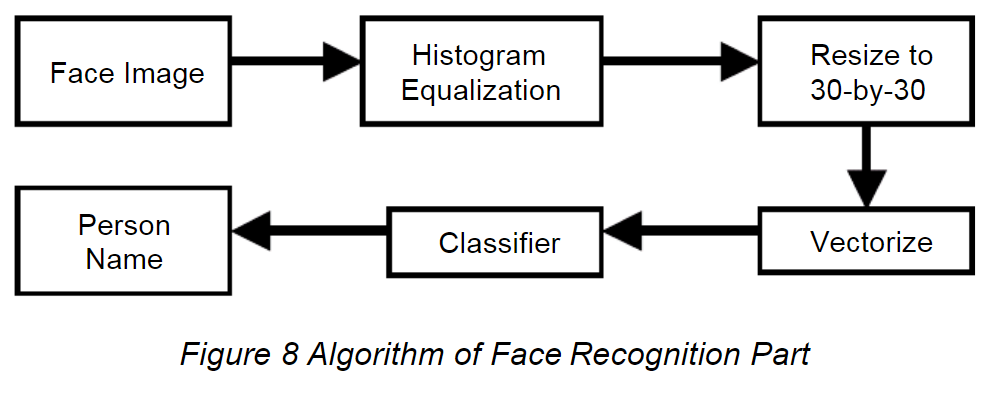 Face Image
Histogram
Equalization
Resize to
30-by-30
Vectorize
Classifier
Person
Name
Figure 8 Algorithm of Face Recognition Part